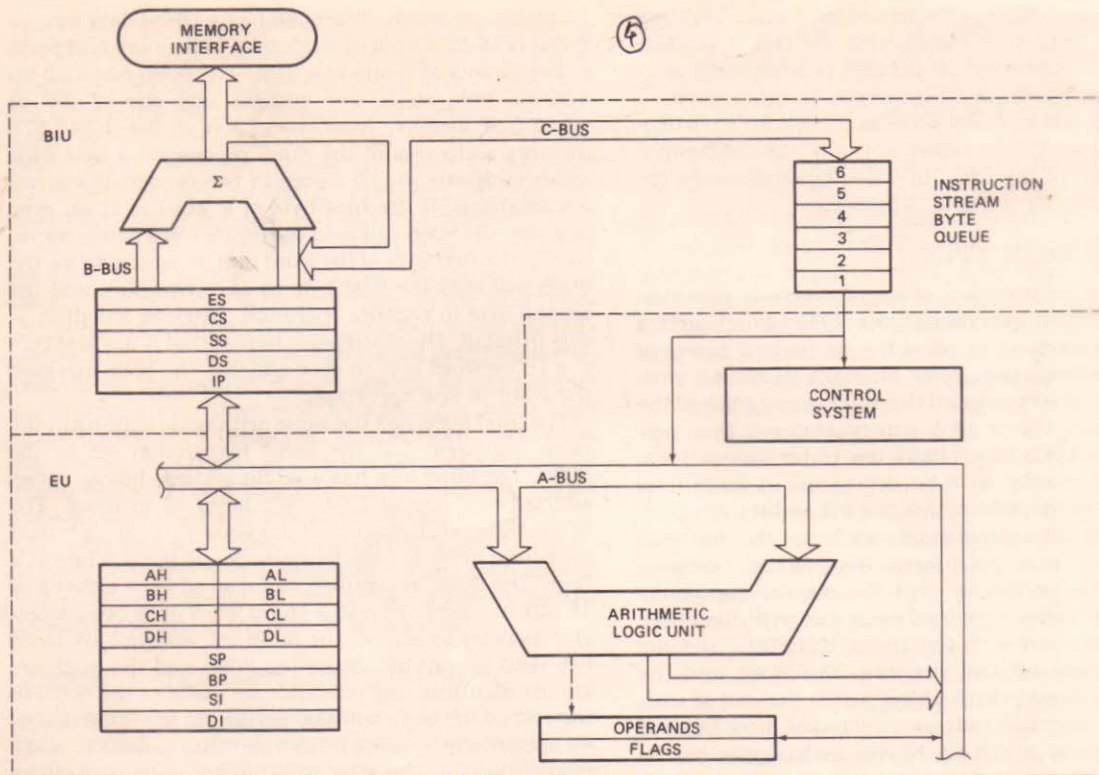 4
MEMORY
INTERFACE
C-BUS
BIU
Σ
6
5
4
3
2
1
INSTRUCTION
STREAM
BYTE
QUEUE
B-BUS
ES
CS
SS
DS
IP
CONTROL
SYSTEM
EU
A-BUS
AH AL
BH BL
CH CL
DH DL
SP
BP
SI
DI
ARITHMETIC
LOGIC UNIT
OPERANDS
FLAGS